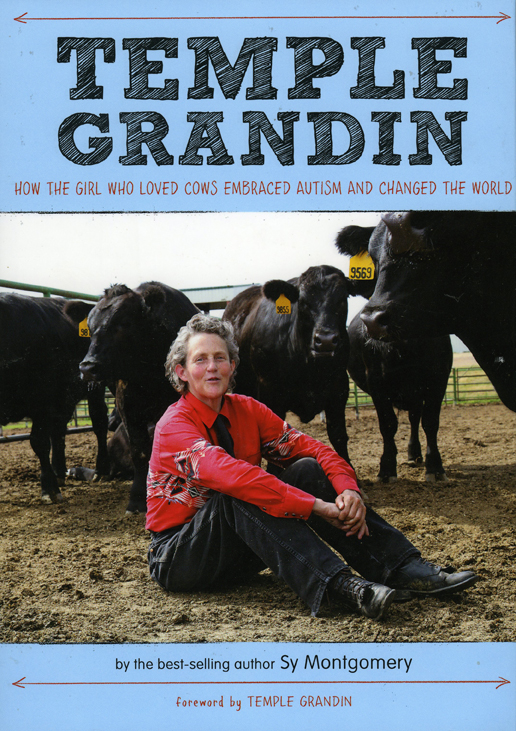 TEMPLE
GRANDIN
HOW THE GIRL WHO LOVED COWS EMBRACED AUTISM AND CHANGED THE WORLD
9569
9855
by the best-selling author Sy Montgomery
foreword by TEMPLE GRANDIN